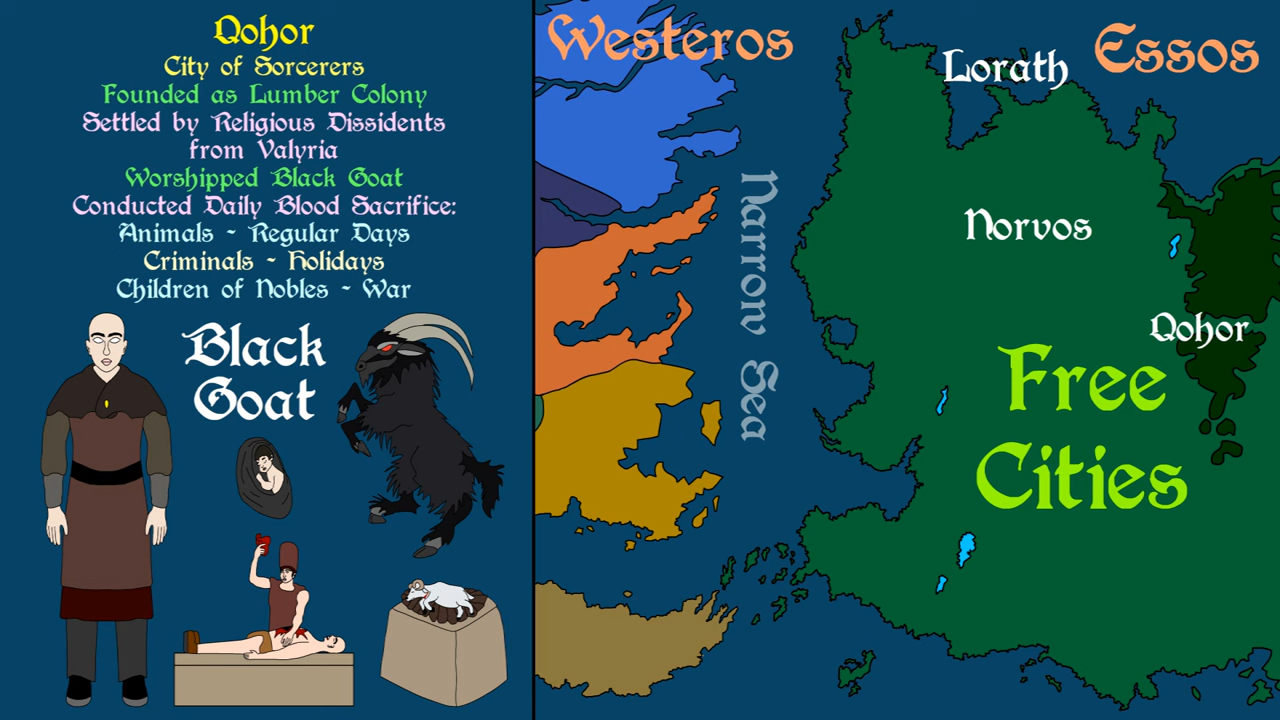 Qohor
City of Sorcerers
Founded as Lumber Colony
Settled by Religious Dissidents
from Valyria
Worshipped Black Goat
Conducted Daily Blood Sacrifice:
Animals - Regular Days
Criminals - Holidays
Children of Nobles - War
Black
Goat
Westeros
Essos
Lorath
Narrow Sea
Norvos
Qohor
Free
Cities